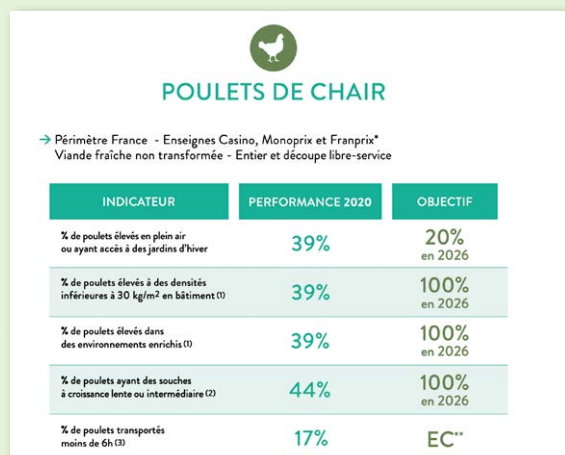 POULETS DE CHAIR
→ Périmètre France - Enseignes Casino, Monoprix et Franprix*
Viande fraîche non transformée - Entier et découpe libre-service
INDICATEUR PERFORMANCE 2020 OBJECTIF
% de poulets élevés en plein air
ou ayant accès à des jardins d'hiver
39%
20%
en 2026
% de poulets élevés à des densités
inférieures à 30 kg/m² en bâtiment (1)
39%
100%
en 2026
% de poulets élevés dans
des environnements enrichis (1)
39%
100%
en 2026
% de poulets ayant des souches
à croissance lente ou intermédiaire (2)
44%
100%
en 2026
% de poulets transportés
moins de 6h (3)
17%
EC**